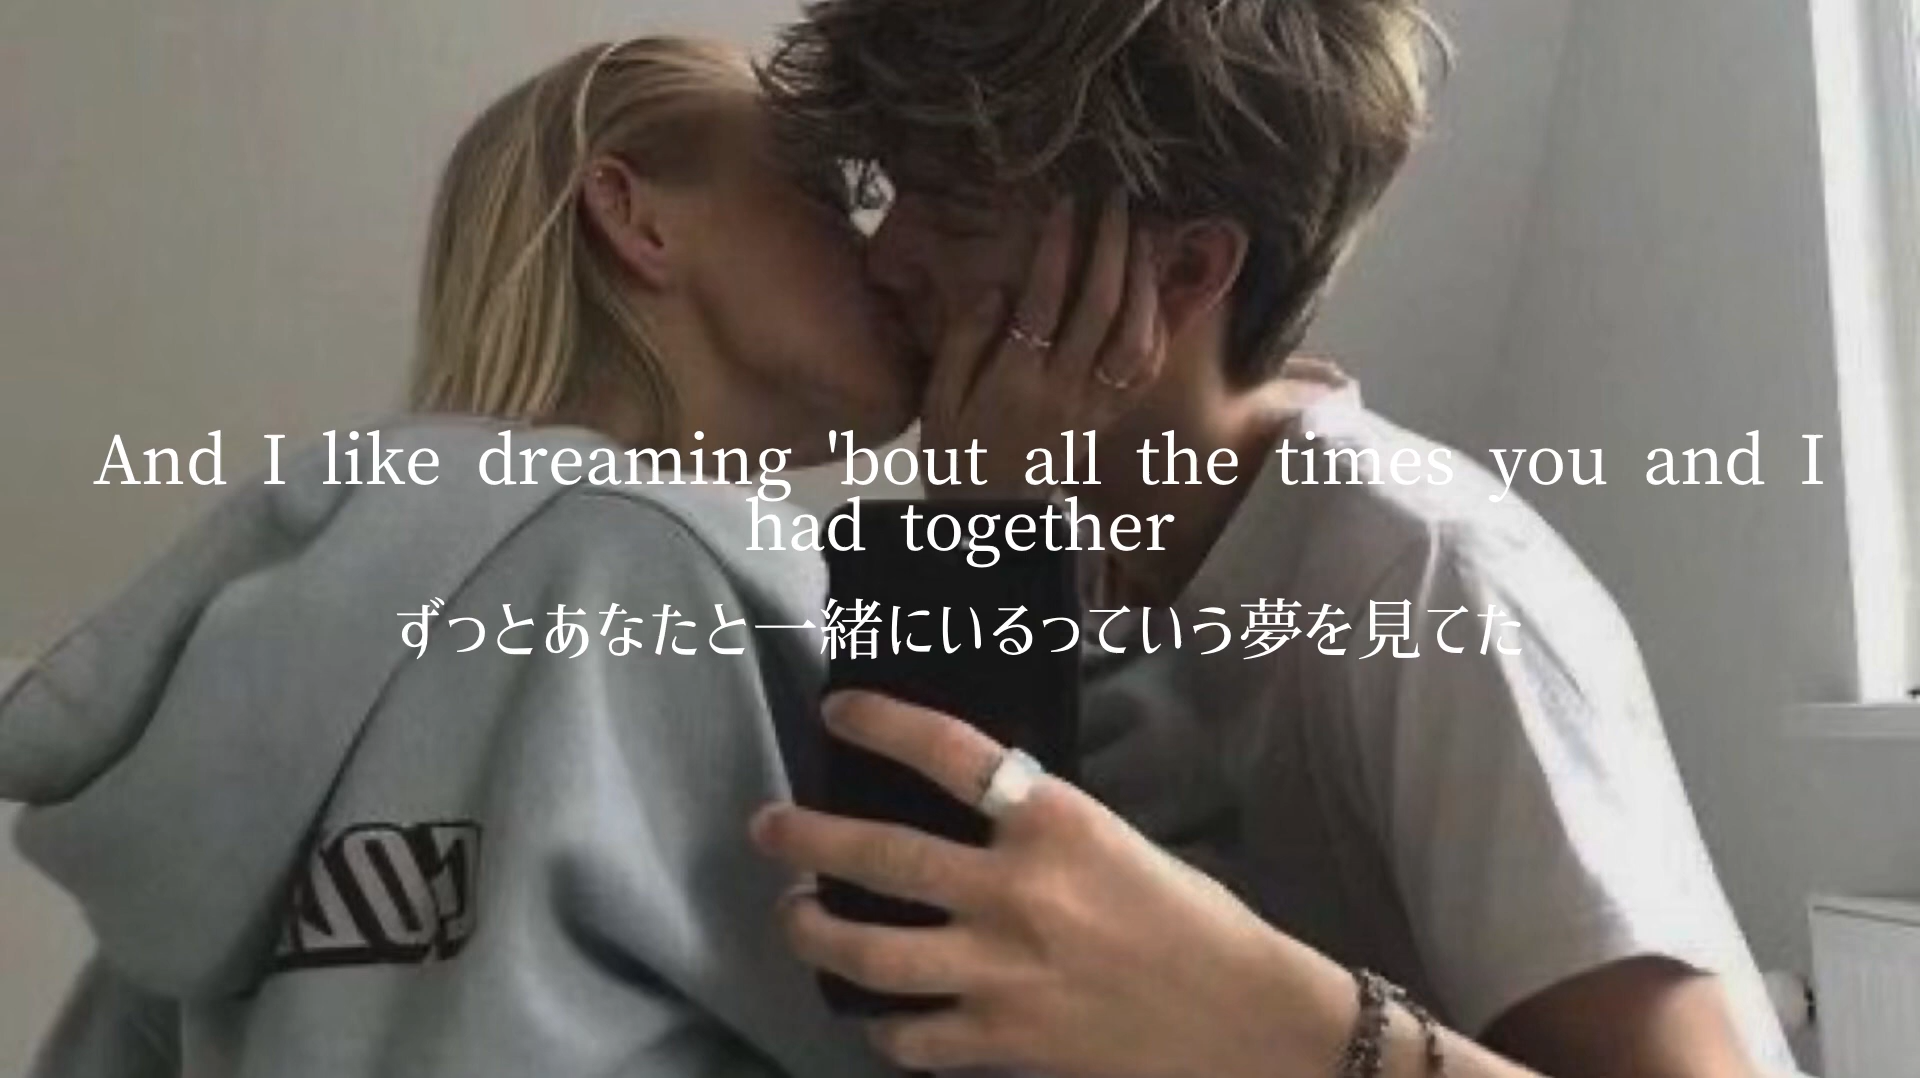 And I like dreaming 'bout all the times you and I
had together
ずっとあなたと一緒にいるっていう夢を見てた